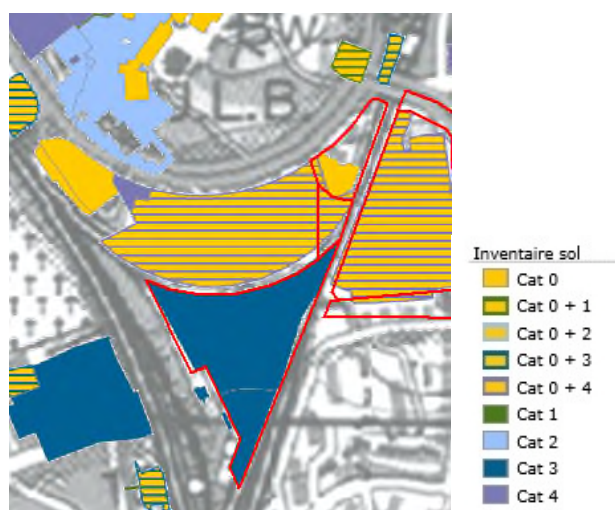 J.L.B.
Inventaire sol
Cat 0
Cat 0 + 1
Cat 0 + 2
Cat 0 + 3
Cat 0 + 4
Cat 1
Cat 2
Cat 3
Cat 4